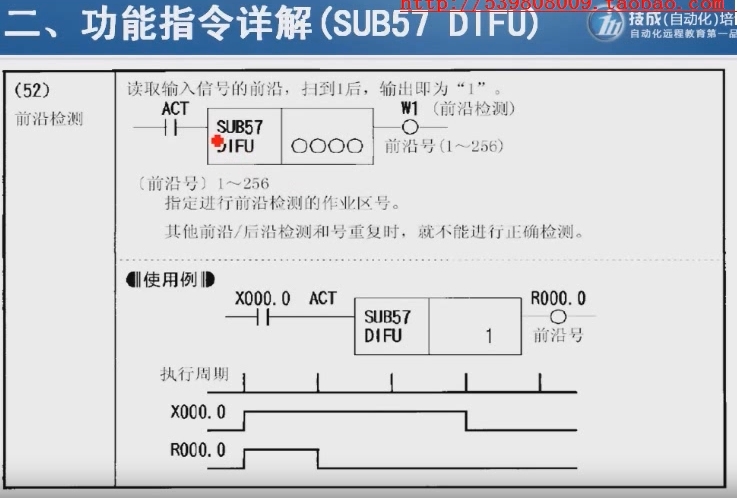 http://539808009.taobao.com
二、功能指令详解(SUB57 DIFU)
技成(自动化)培
自动化远程教育第一品
(52)
前沿检测
读取输入信号的前沿，扫到1后，输出即为“1”。
ACT
W1 (前沿检测)
SUB57
DIFU
○○○○
前沿号(1～256)
〔前沿号〕1～256
指定进行前沿检测的作业区号。
其他前沿/后沿检测和号重复时，就不能进行正确检测。
使用例
X000.0 ACT
R000.0
SUB57
DIFU
1
前沿号
执行周期
X000.0
R000.0